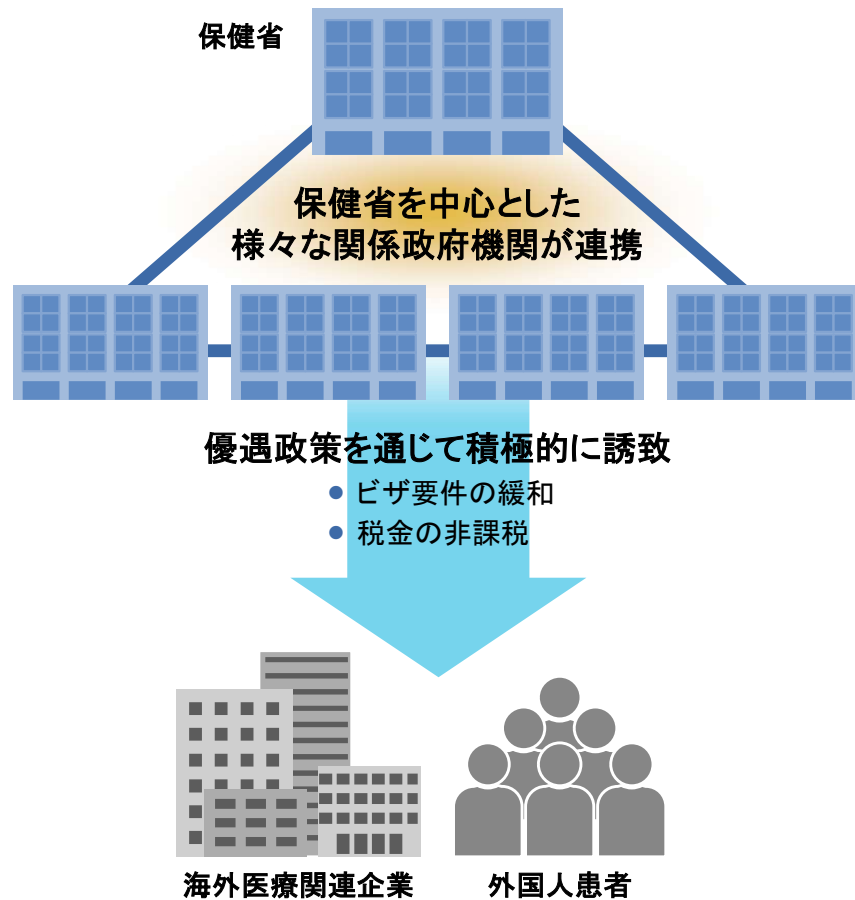 保健省
保健省を中心とした
様々な関係政府機関が連携
優遇政策を通じて積極的に誘致
● ビザ要件の緩和
● 税金の非課税
海外医療関連企業
外国人患者